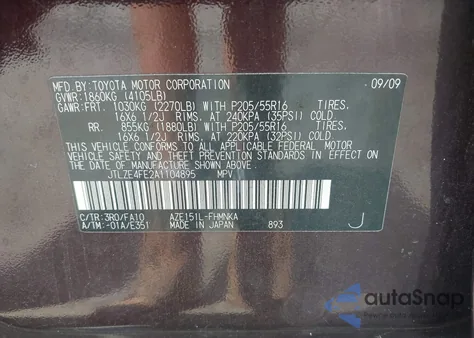 MFD. BY: TOYOTA MOTOR CORPORATION 09/09
GVWR: 1860KG (4105LB)
GAWR: FRT. 1030KG (2270LB) WITH P205/55R16 TIRES,
16X6 1/2J RIMS, AT 240KPA (35PSI) COLD
RR. 855KG (1880LB) WITH P205/55R16 TIRES,
16X6 1/2J RIMS, AT 220KPA (32PSI) COLD
THIS VEHICLE CONFORMS TO ALL APPLICABLE FEDERAL MOTOR
VEHICLE SAFETY STANDARDS IN EFFECT ON
THE DATE OF MANUFACTURE SHOWN ABOVE.
JTLZE4FE2A1104895 MPV
C/TR: 3R0/FA10 AZE151L-FHMNKA
A/TM: -01A/E351 MADE IN JAPAN 893 J
autoSnap